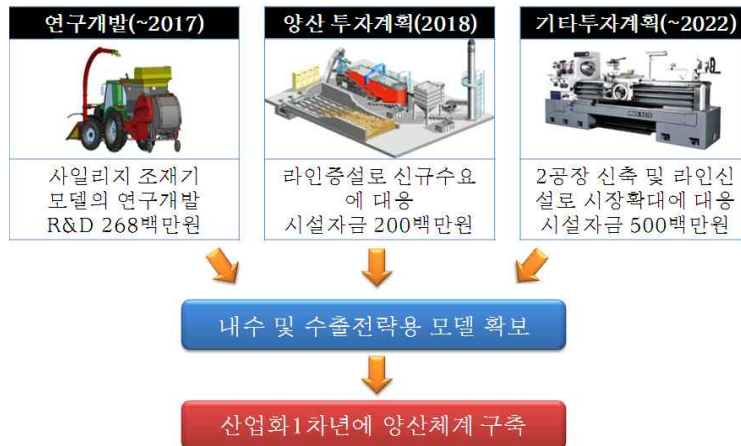 연구개발(~2017)
양산 투자계획(2018)
기타투자계획(~2022)
사일리지 조재기
모델의 연구개발
R&D 268백만원
라인증설로 신규수요
에 대응
시설자금 200백만원
2공장 신축 및 라인신
설로 시장확대에 대응
시설자금 500백만원
내수 및 수출전략용 모델 확보
산업화1차년에 양산체계 구축